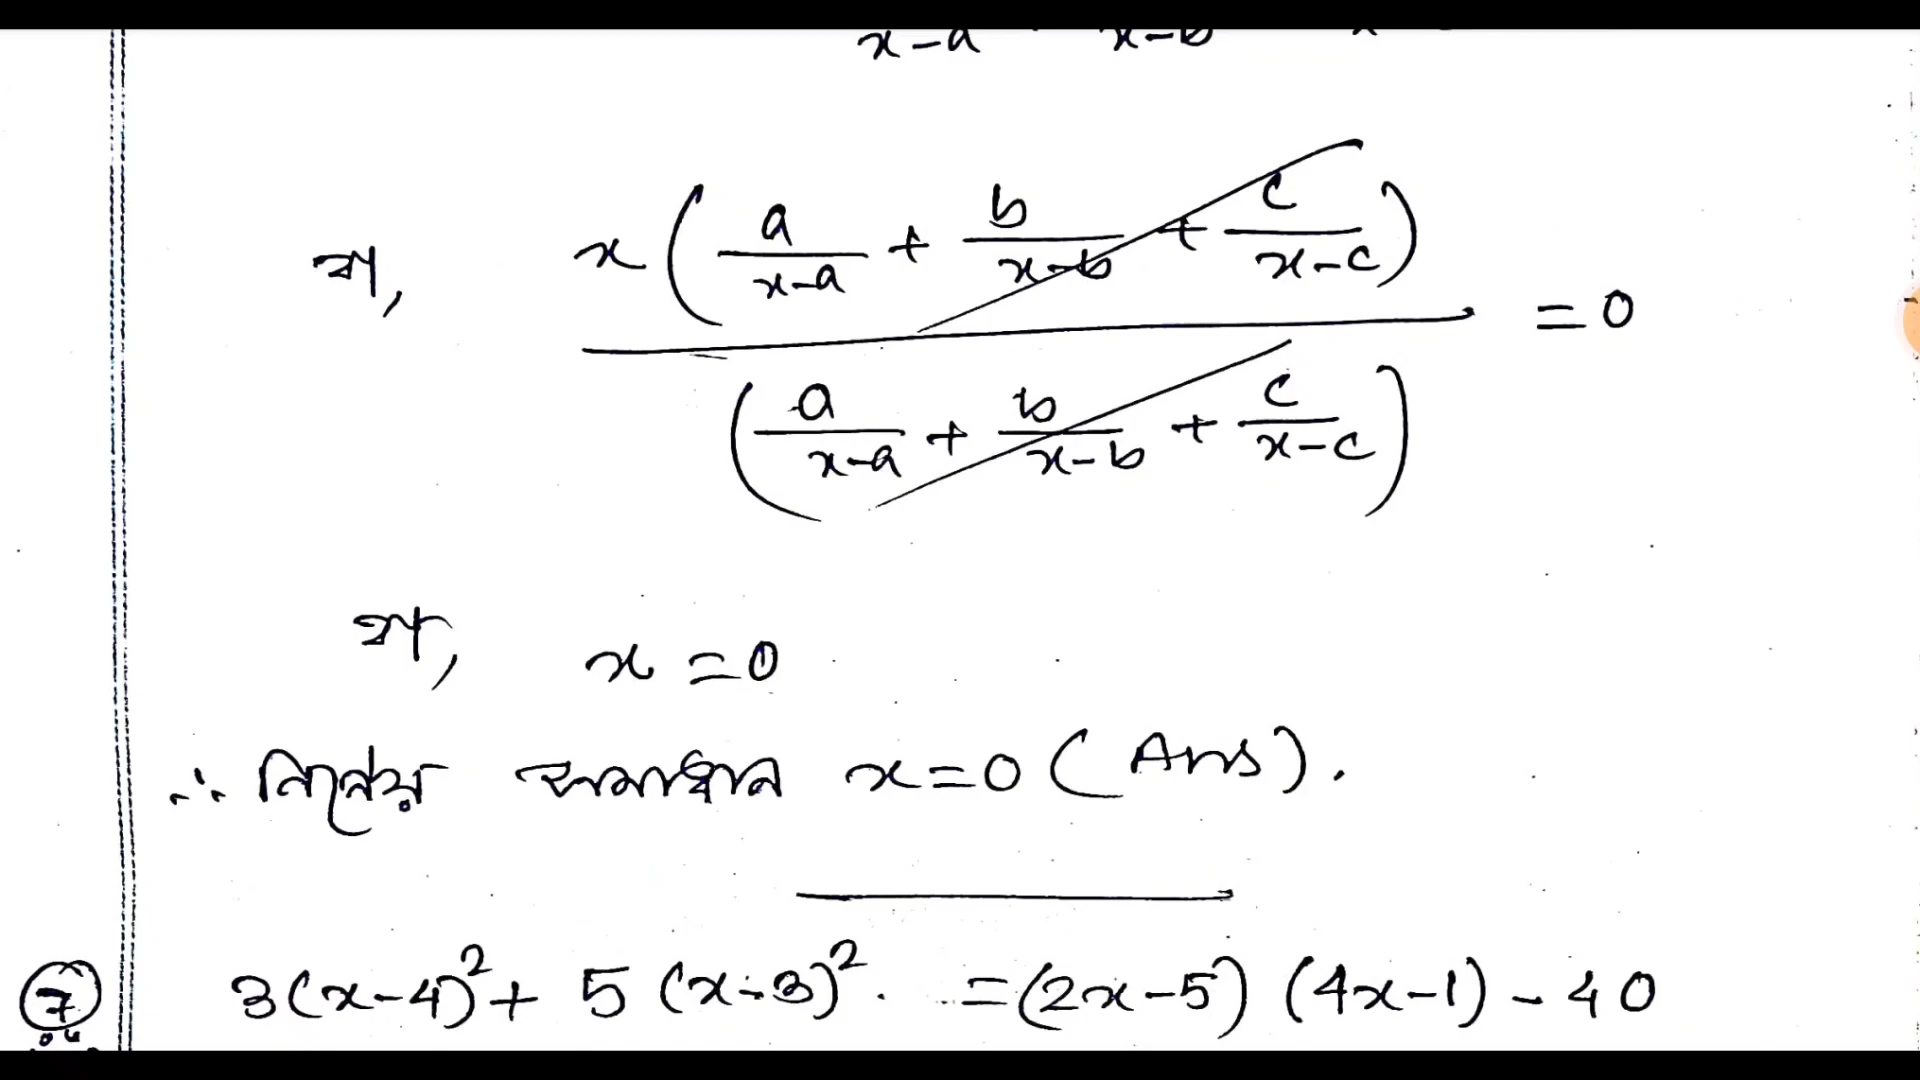 x-a x-b x
বা, x(a/(x-a) + b/(x-b) + c/(x-c)) / (a/(x-a) + b/(x-b) + c/(x-c)) = 0
বা, x = 0
∴ নির্নেয় সমাধান x = 0 (Ans).
7 3(x-4)² + 5(x-3)² = (2x-5)(4x-1) - 40